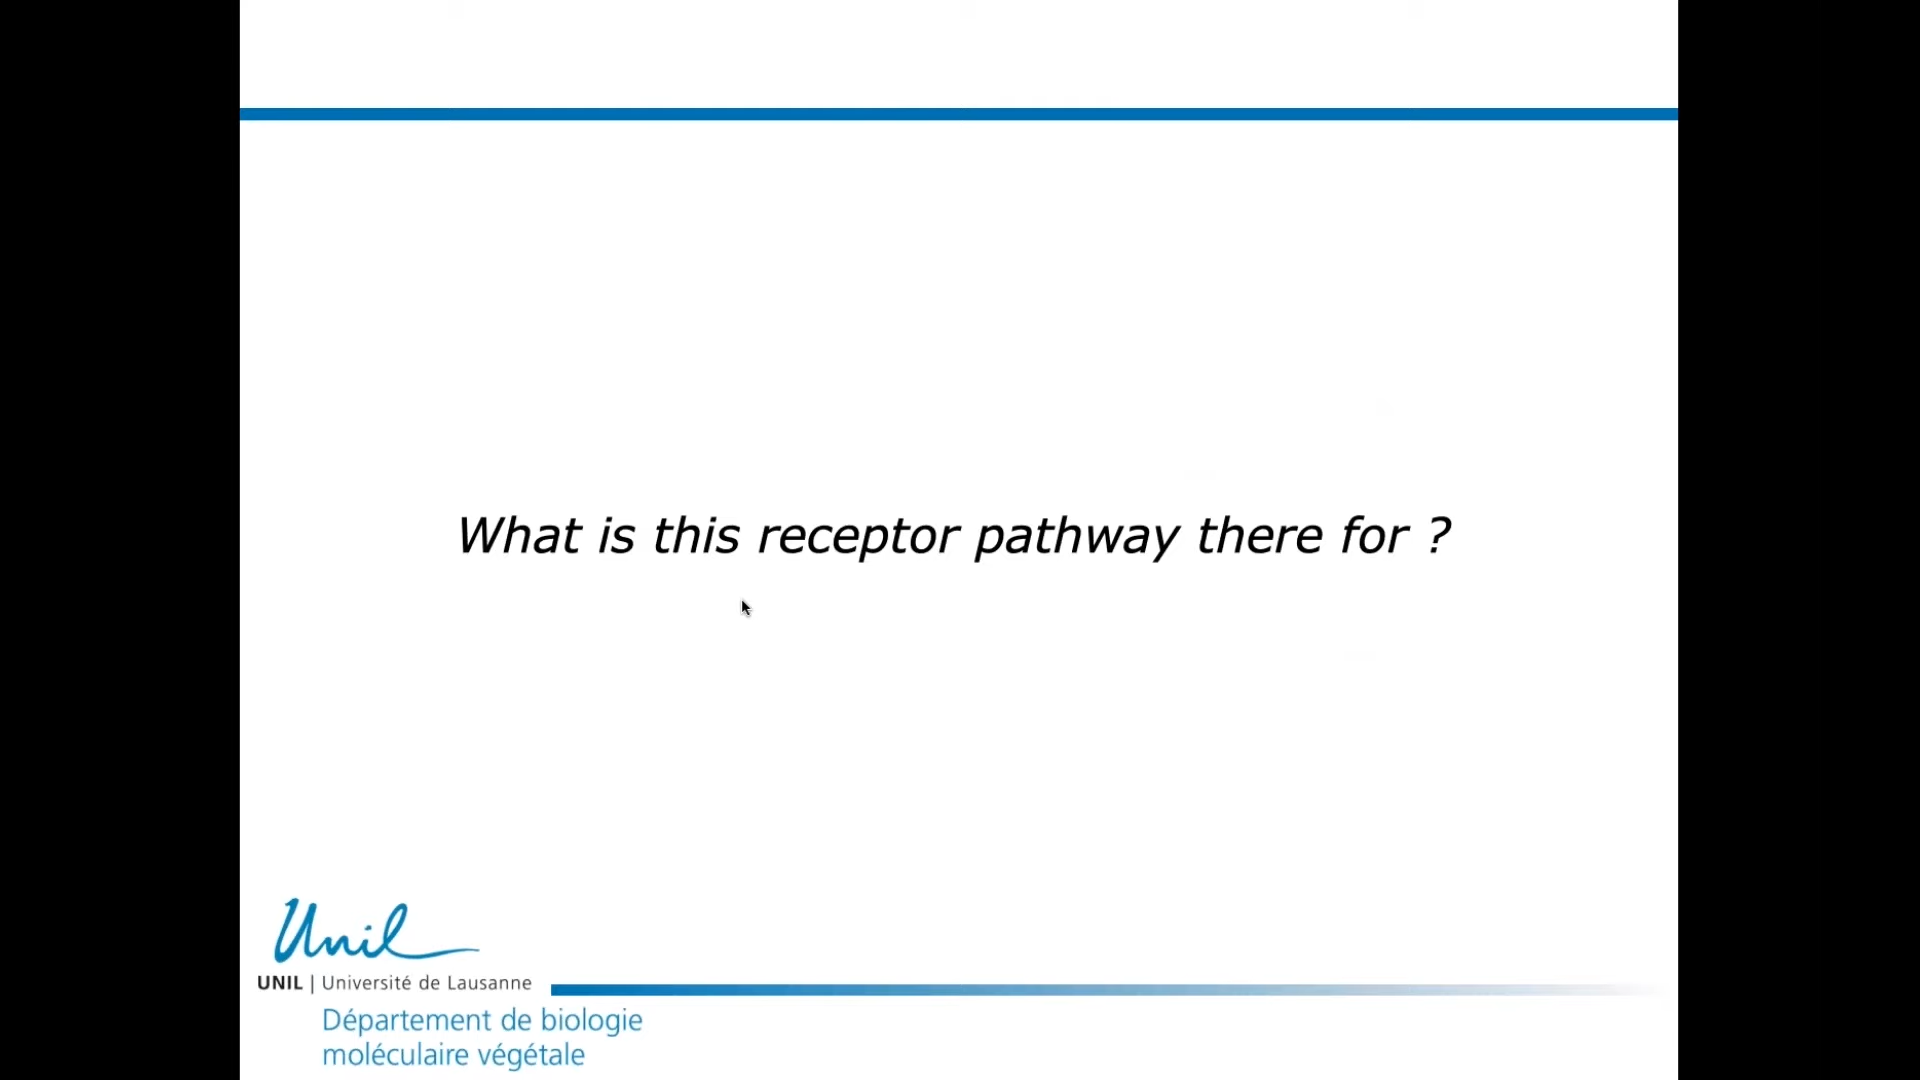 What is this receptor pathway there for ?
Unil
UNIL | Université de Lausanne
Département de biologie
moléculaire végétale